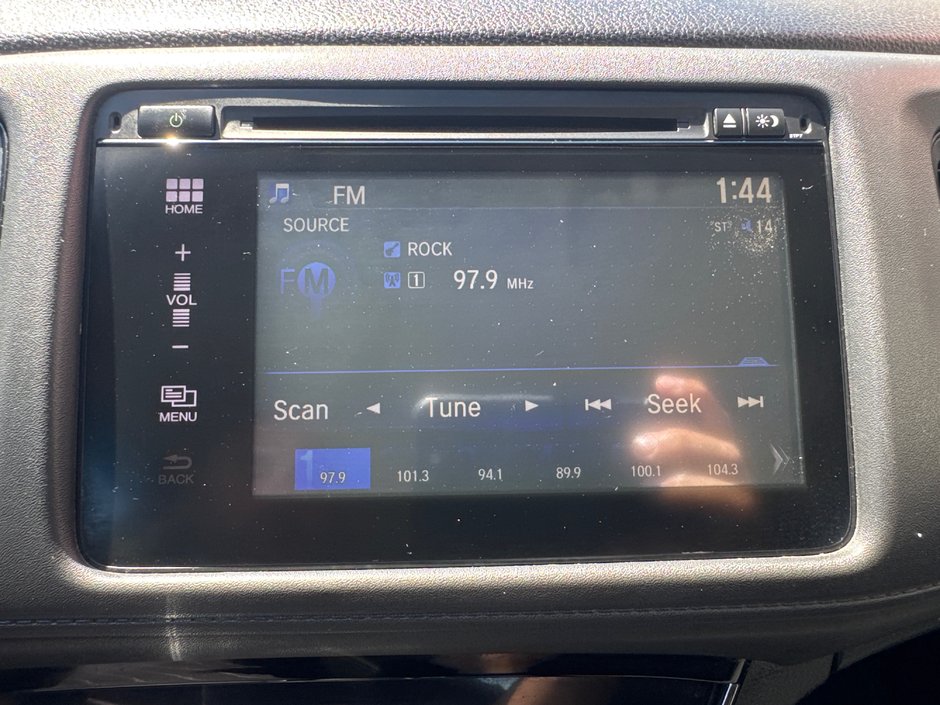 FM 1:44
SOURCE ST 14
HOME
ROCK
FM
1 97.9 MHz
+
VOL
−
Scan Tune Seek
MENU
1 97.9 101.3 94.1 89.9 100.1 104.3
BACK